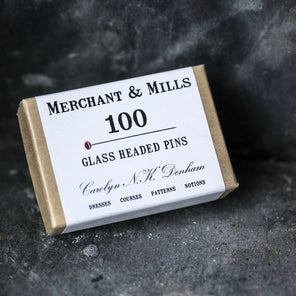 MERCHANT & MILLS
100
GLASS HEADED PINS
Carolyn N.K. Denham
DRESSES COURSES PATTERNS NOTIONS